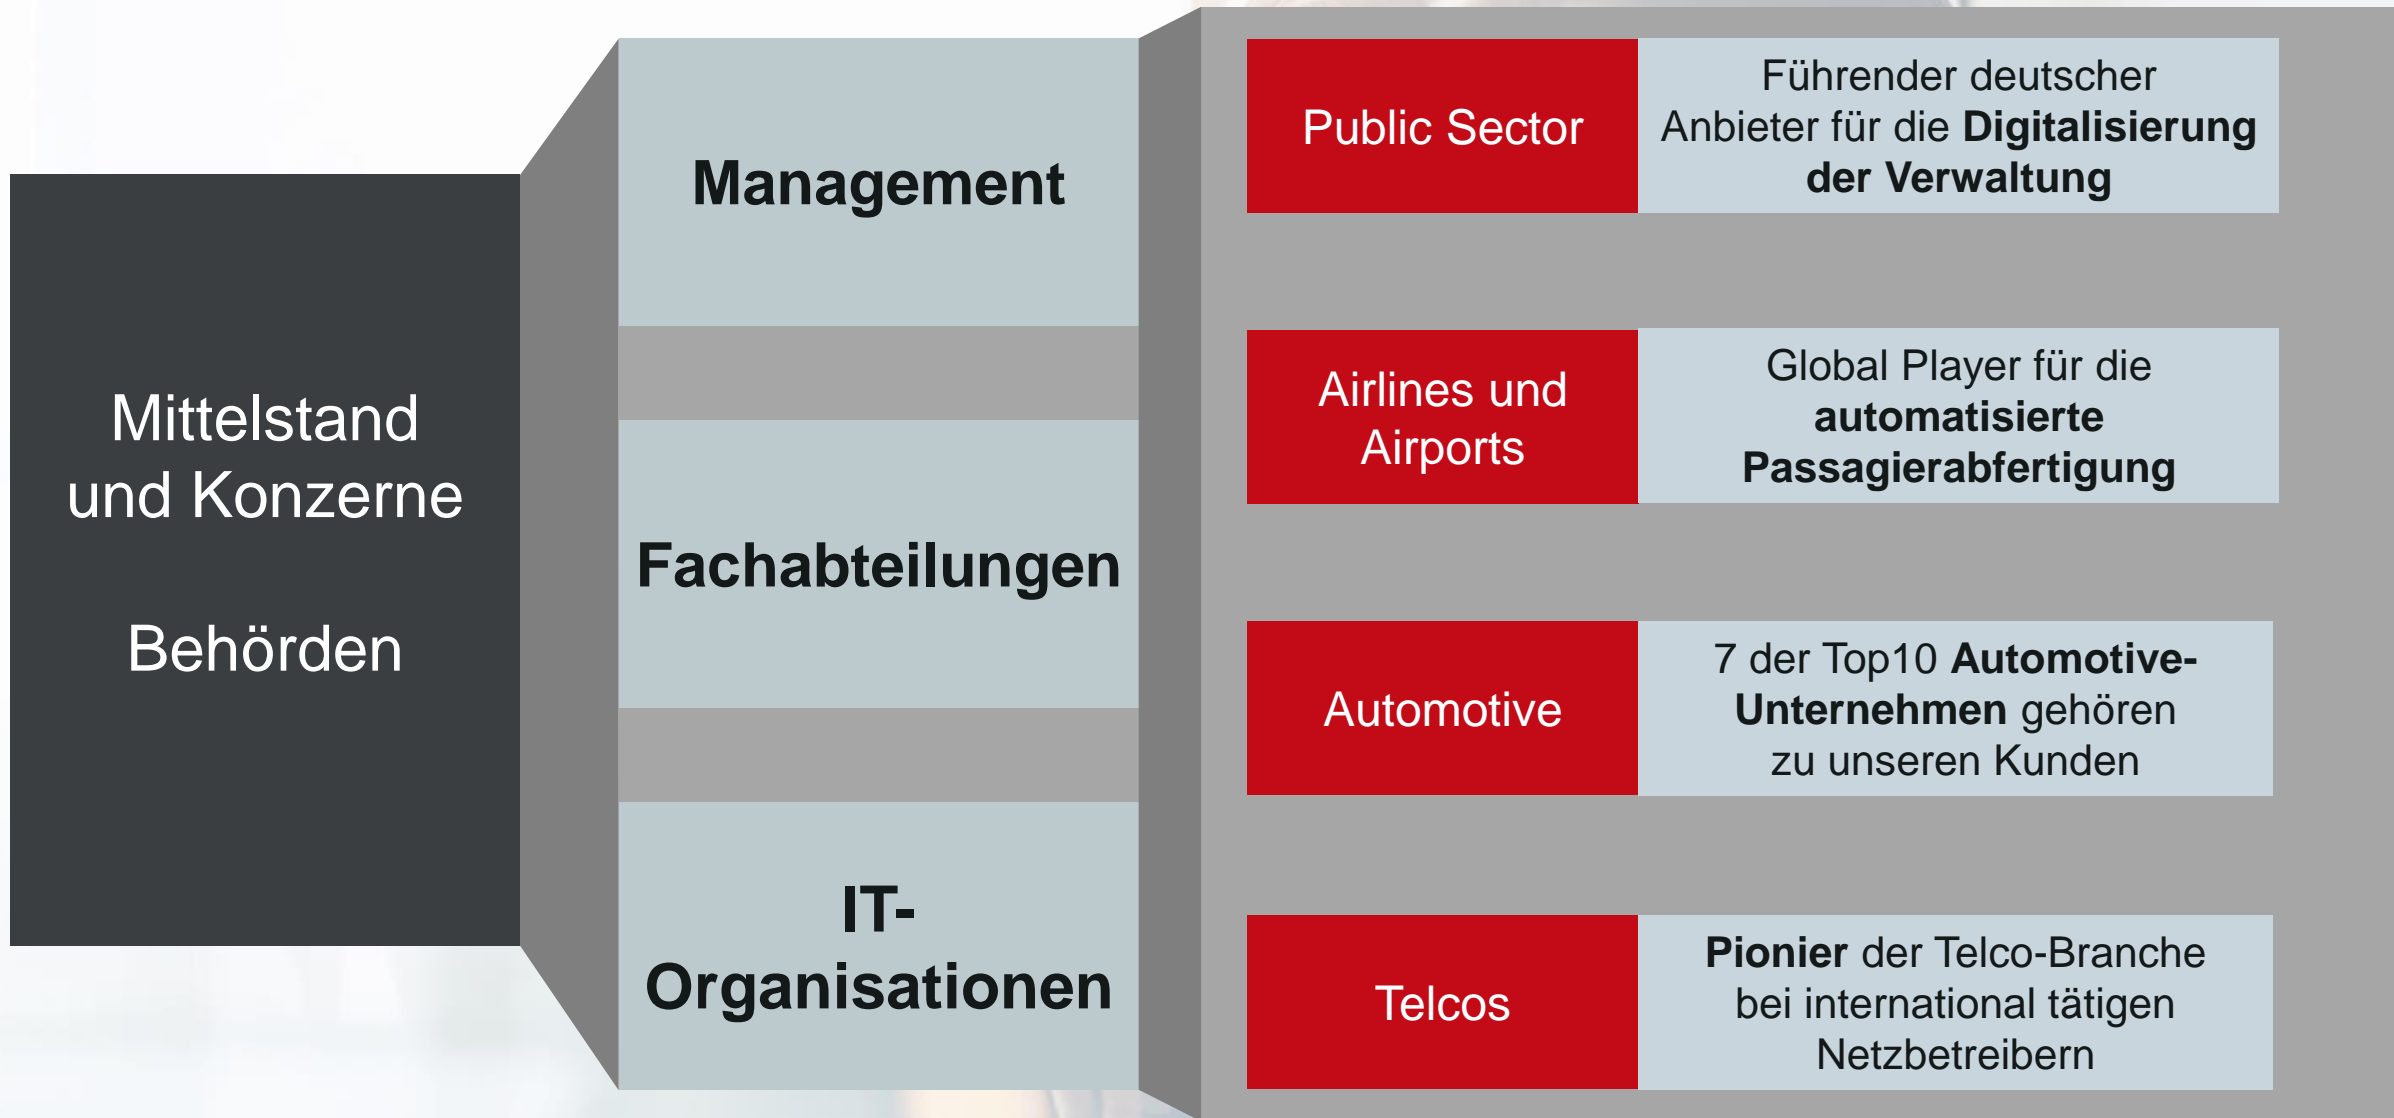 Mittelstand
und Konzerne
Behörden
Management
Fachabteilungen
IT-
Organisationen
Public Sector
Führender deutscher
Anbieter für die Digitalisierung
der Verwaltung
Airlines und
Airports
Global Player für die
automatisierte
Passagierabfertigung
Automotive
7 der Top10 Automotive-
Unternehmen gehören
zu unseren Kunden
Telcos
Pionier der Telco-Branche
bei international tätigen
Netzbetreibern